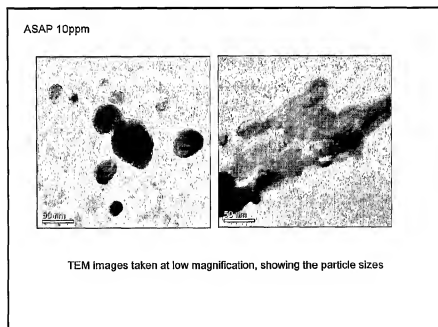 ASAP 10ppm
50 nm
50 nm
TEM images taken at low magnification, showing the particle sizes